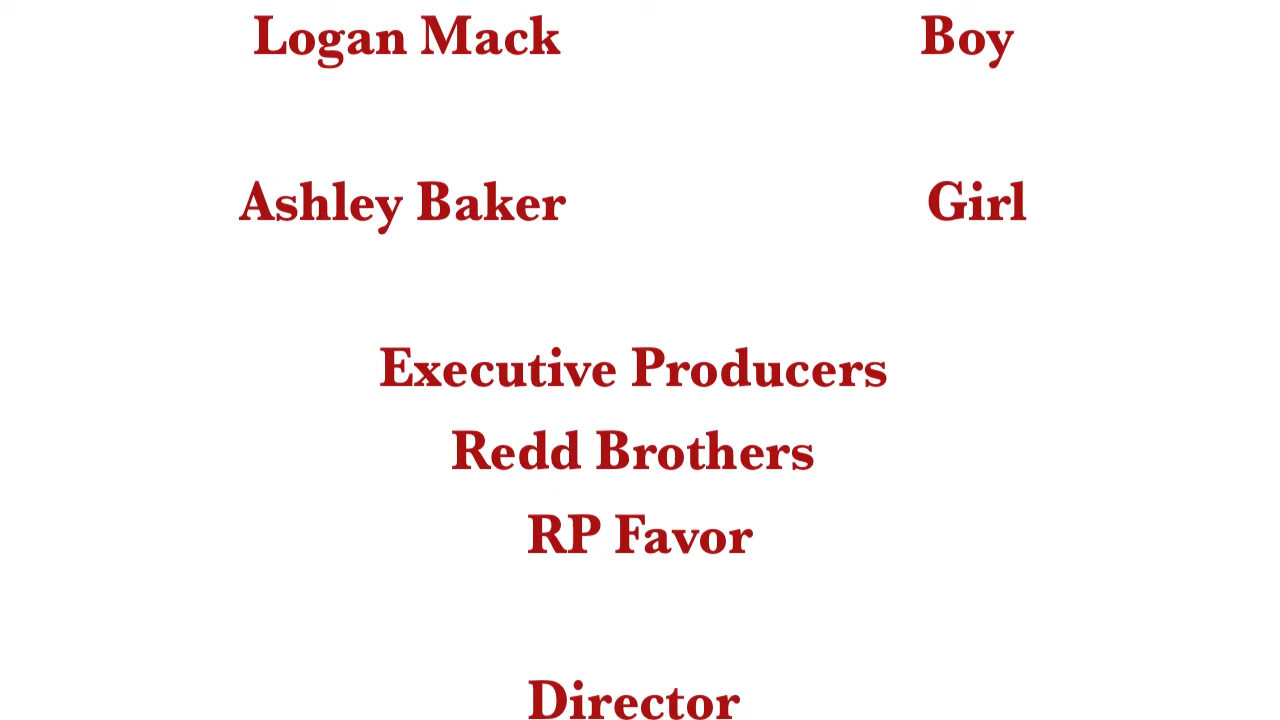 Logan Mack Boy
Ashley Baker Girl
Executive Producers
Redd Brothers
RP Favor
Director